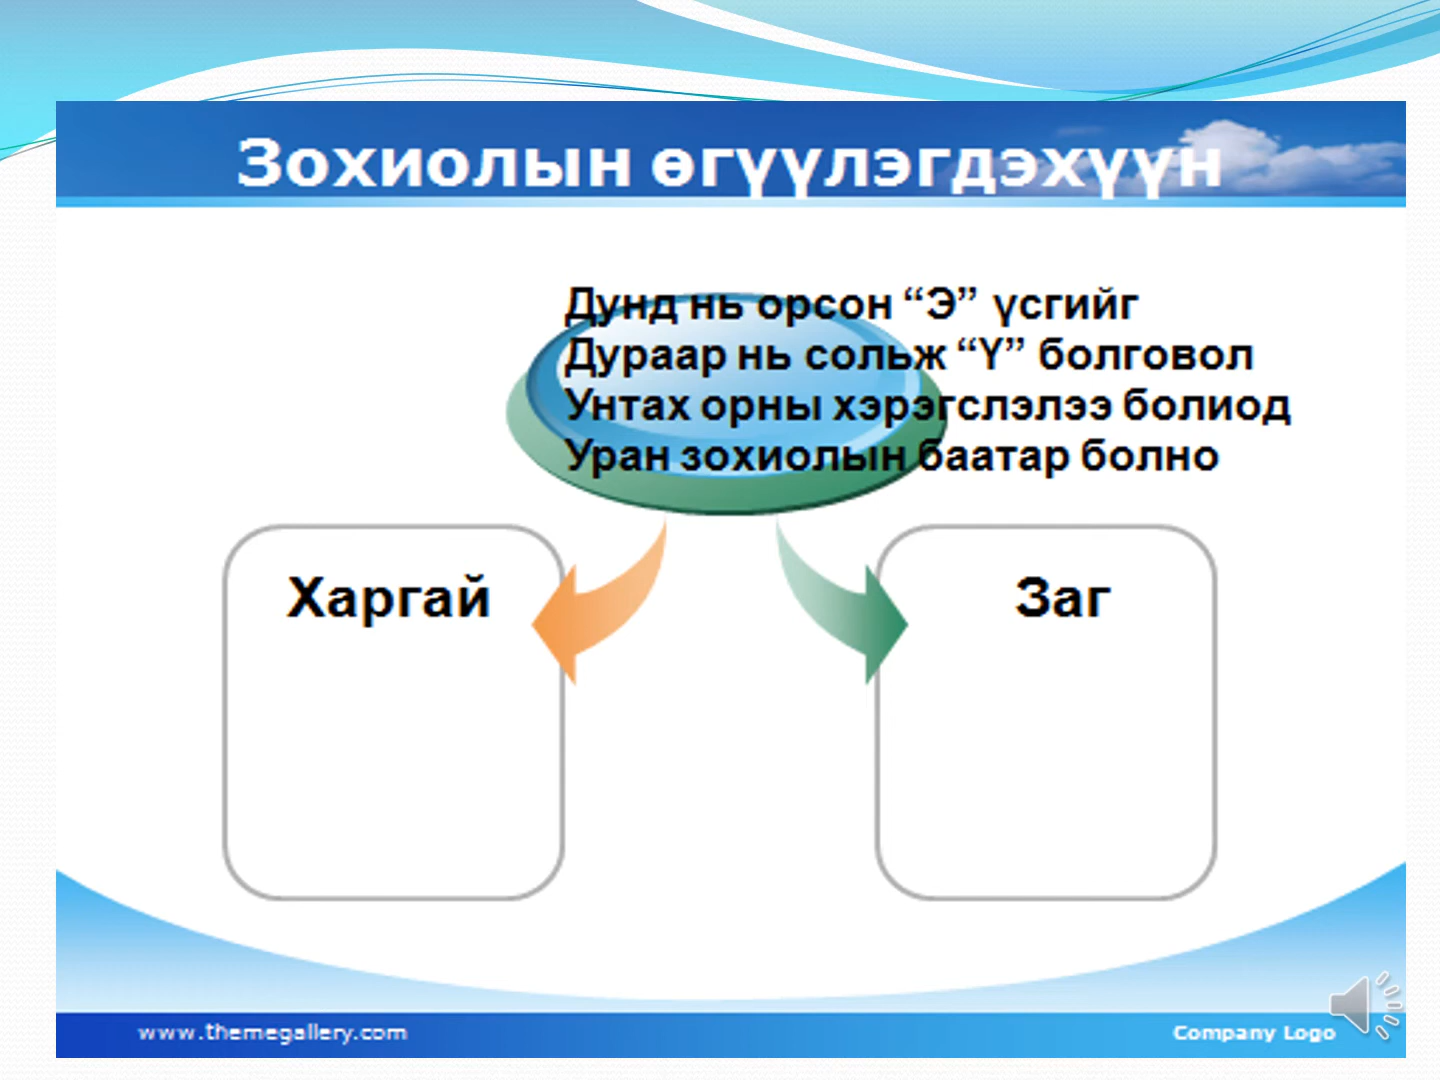 Зохиолын өгүүлэгдэхүүн
Дунд нь орсон “Э” үсгийг
Дураар нь сольж “Ү” болговол
Унтах орны хэрэгслэлээ болиод
Уран зохиолын баатар болно
Харгай
Заг
www.themegallery.com
Company Logo